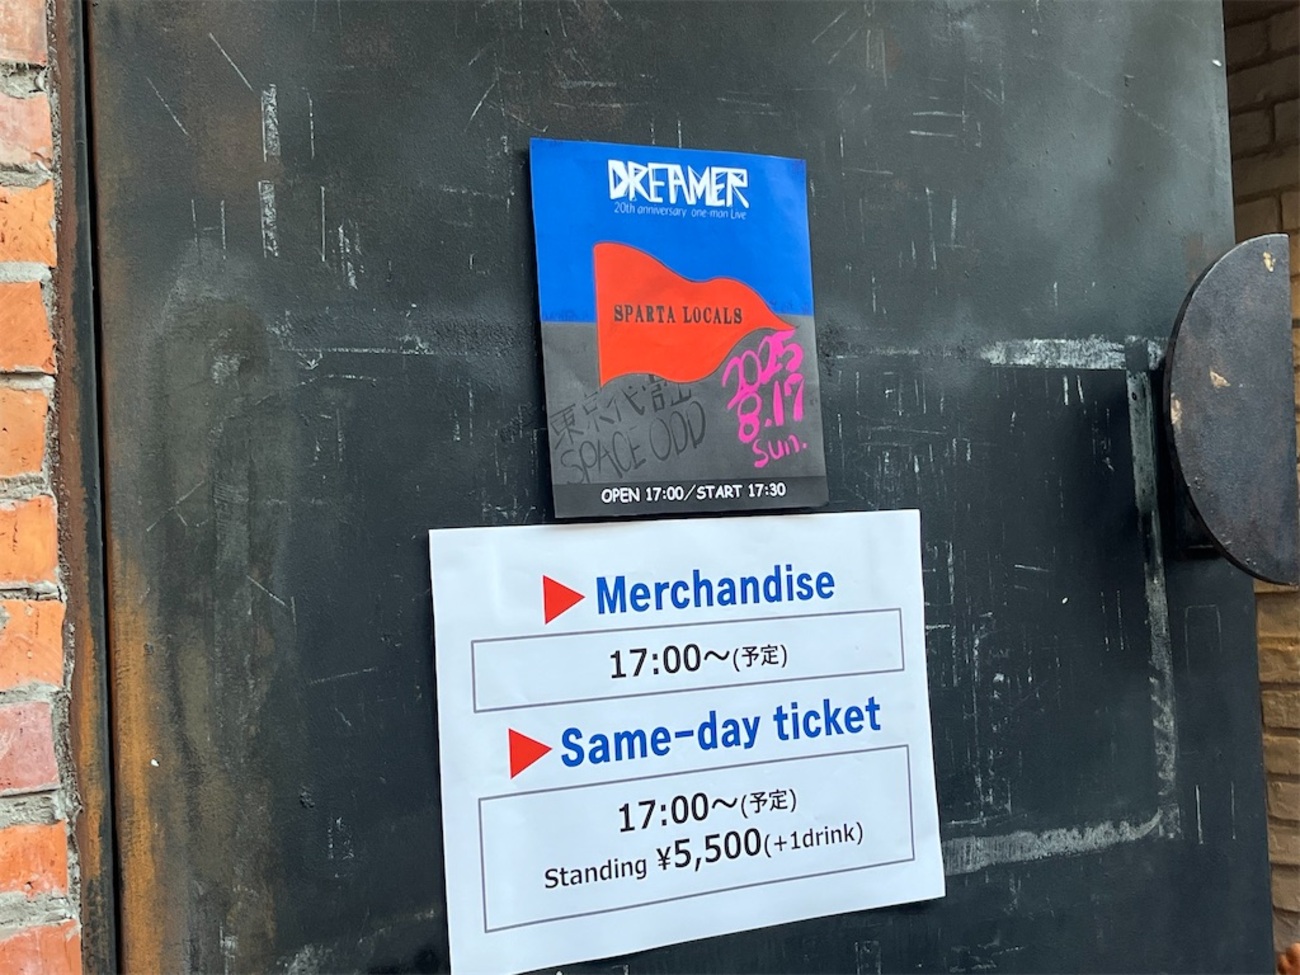 DREAMER
20th anniversary one-man Live
SPARTA LOCALS
2025
8.17
Sun.
東京代官山
SPACE ODD
OPEN 17:00/START 17:30
▶Merchandise
17:00〜(予定)
▶Same-day ticket
17:00〜(予定)
Standing ¥5,500(+1drink)